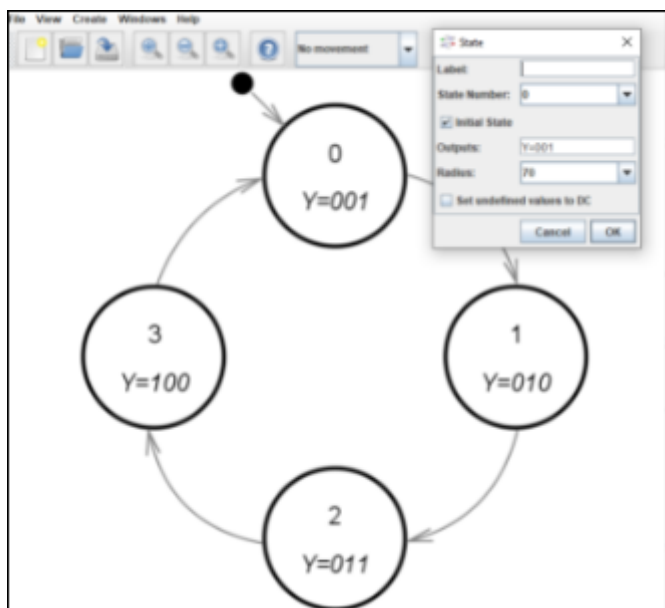 File View Create Windows Help
No movement
State
Label:
State Number: 0
Initial State
Outputs: Y=001
Radius: 70
Set undefined values to DC
Cancel OK
0
Y=001
3
Y=100
1
Y=010
2
Y=011